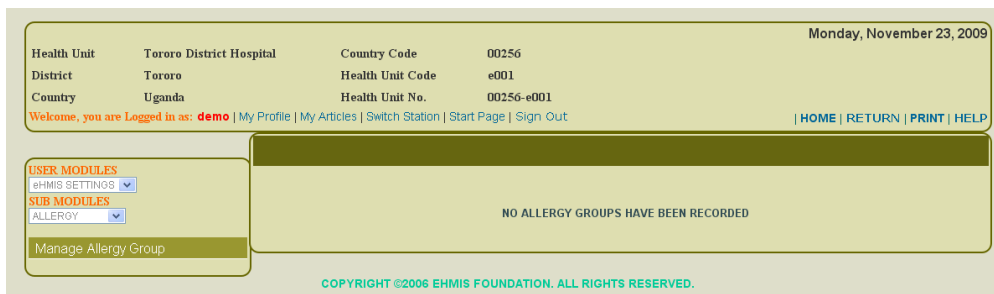 Monday, November 23, 2009
Health Unit Tororo District Hospital Country Code 00256
District Tororo Health Unit Code e001
Country Uganda Health Unit No. 00256-e001
Welcome, you are Logged in as: demo | My Profile | My Articles | Switch Station | Start Page | Sign Out | HOME | RETURN | PRINT | HELP
USER MODULES
eHMIS SETTINGS
SUB MODULES
ALLERGY
NO ALLERGY GROUPS HAVE BEEN RECORDED
Manage Allergy Group
COPYRIGHT ©2006 EHMIS FOUNDATION. ALL RIGHTS RESERVED.